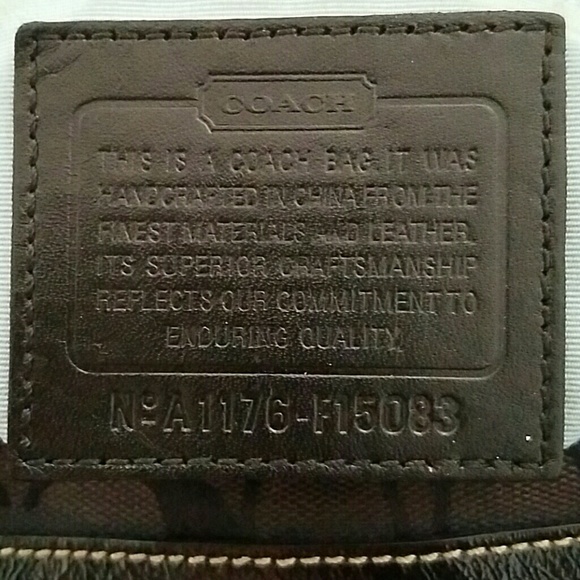 COACH
THIS IS A COACH BAG. IT WAS
HANDCRAFTED IN CHINA FROM THE
FINEST MATERIALS AND LEATHER.
ITS SUPERIOR CRAFTSMANSHIP
REFLECTS OUR COMMITMENT TO
ENDURING QUALITY.
Nº A1176-F15083